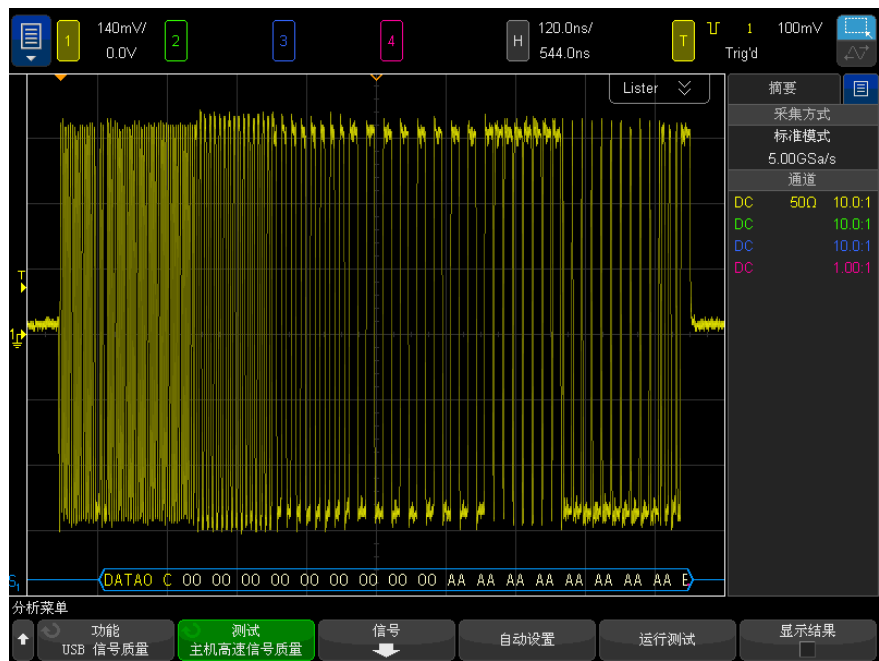 1
140mV/
0.0V
2
3
4
H
120.0ns/
544.0ns
T
1
100mV
Trig'd
Lister
摘要
采集方式
标准模式
5.00GSa/s
通道
DC 50Ω 10.0:1
DC 10.0:1
DC 10.0:1
DC 1.00:1
T
1
S1 DATA0 C 00 00 00 00 00 00 00 00 00 AA AA AA AA AA AA AA AA E
分析菜单
功能
USB 信号质量
测试
主机高速信号质量
信号
自动设置
运行测试
显示结果